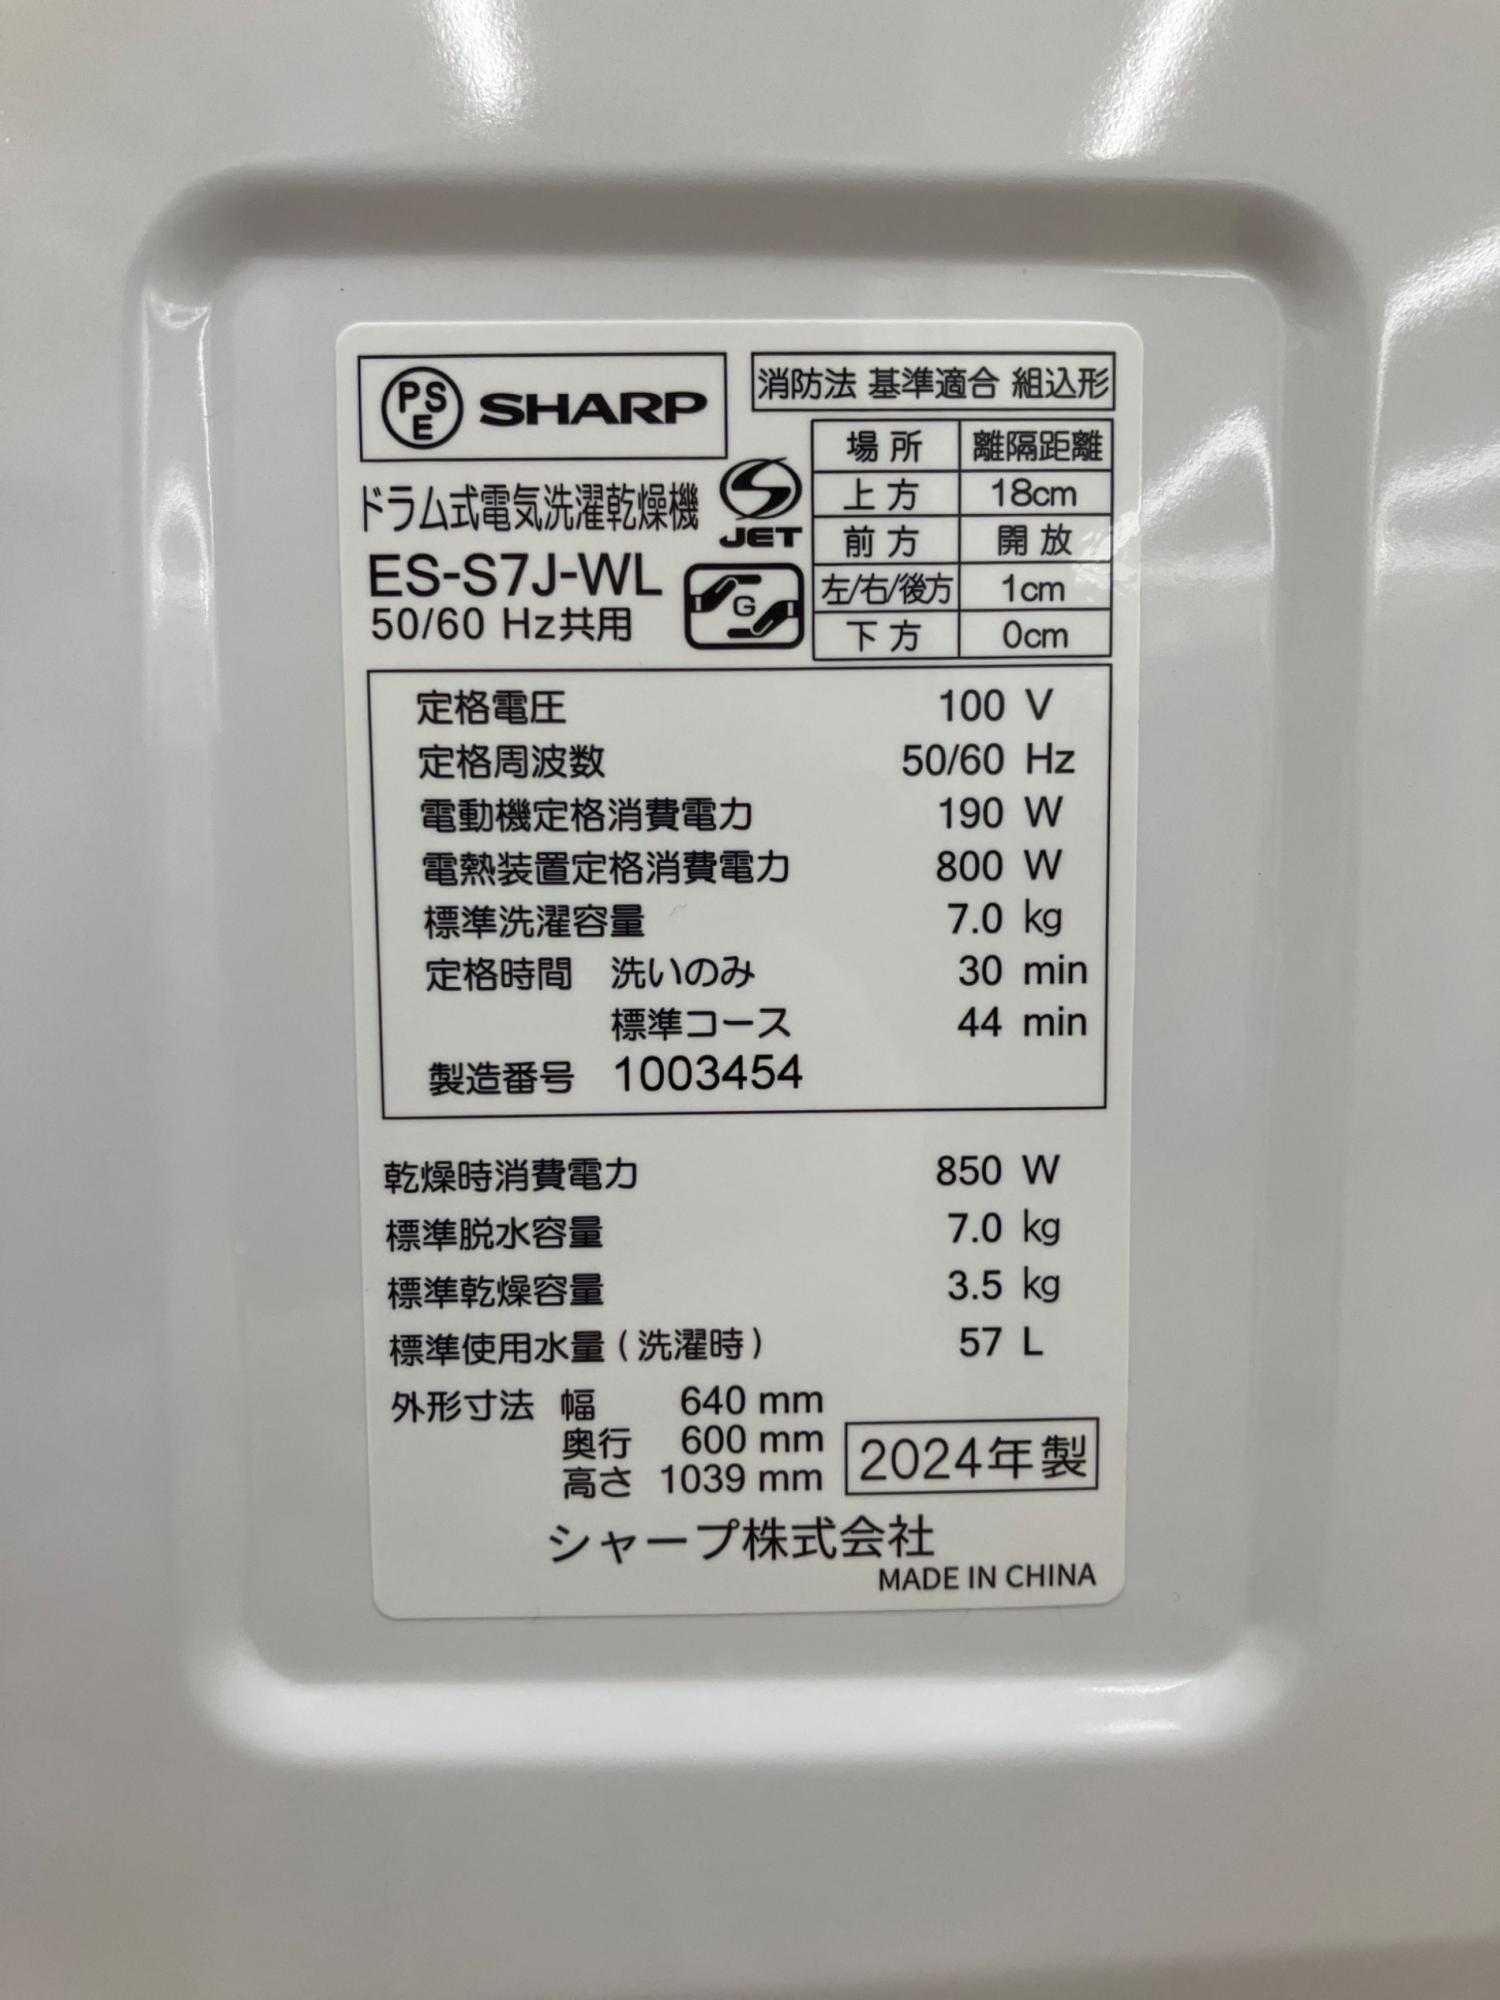 PSE SHARP
消防法 基準適合 組込形
場所 離隔距離
上方 18cm
前方 開放
左/右/後方 1cm
下方 0cm
ドラム式電気洗濯乾燥機
JET
ES-S7J-WL
G
50/60 Hz共用
定格電圧 100 V
定格周波数 50/60 Hz
電動機定格消費電力 190 W
電熱装置定格消費電力 800 W
標準洗濯容量 7.0 kg
定格時間 洗いのみ 30 min
標準コース 44 min
製造番号 1003454
乾燥時消費電力 850 W
標準脱水容量 7.0 kg
標準乾燥容量 3.5 kg
標準使用水量(洗濯時) 57 L
外形寸法 幅 640 mm
奥行 600 mm
高さ 1039 mm
2024年製
シャープ株式会社
MADE IN CHINA